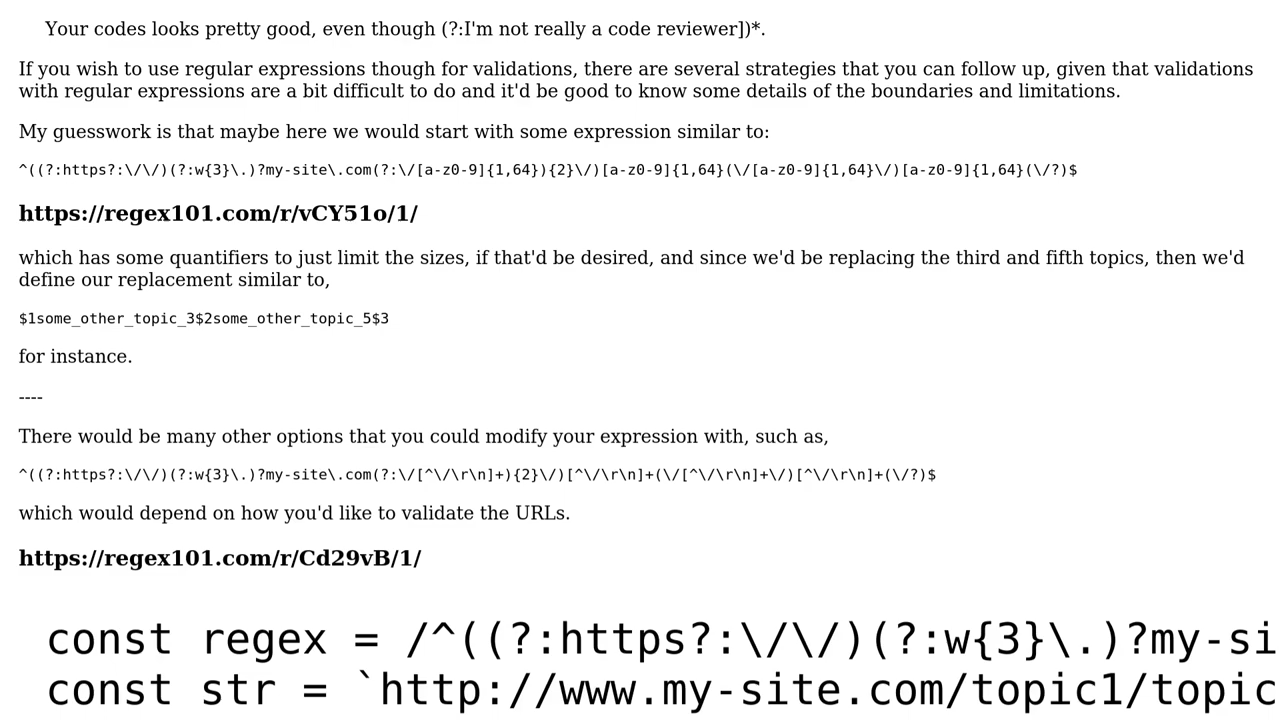 Your codes looks pretty good, even though (?:I'm not really a code reviewer])*.
If you wish to use regular expressions though for validations, there are several strategies that you can follow up, given that validations
with regular expressions are a bit difficult to do and it'd be good to know some details of the boundaries and limitations.
My guesswork is that maybe here we would start with some expression similar to:
^((?:https?:\/\/)(?:w{3}\.)?my-site\.com(?:\/[a-z0-9]{1,64}){2}\/)[a-z0-9]{1,64}(\/[a-z0-9]{1,64}\/)[a-z0-9]{1,64}(\/?)$
https://regex101.com/r/vCY51o/1/
which has some quantifiers to just limit the sizes, if that'd be desired, and since we'd be replacing the third and fifth topics, then we'd
define our replacement similar to,
$1some_other_topic_3$2some_other_topic_5$3
for instance.
----
There would be many other options that you could modify your expression with, such as,
^((?:https?:\/\/)(?:w{3}\.)?my-site\.com(?:\/[^\/\r\n]+){2}\/)[^\/\r\n]+(\/[^\/\r\n]+\/)[^\/\r\n]+(\/?)$
which would depend on how you'd like to validate the URLs.
https://regex101.com/r/Cd29vB/1/
const regex = /^((?:https?:\/\/)(?:w{3}\.)?my-si
const str = `http://www.my-site.com/topic1/topic